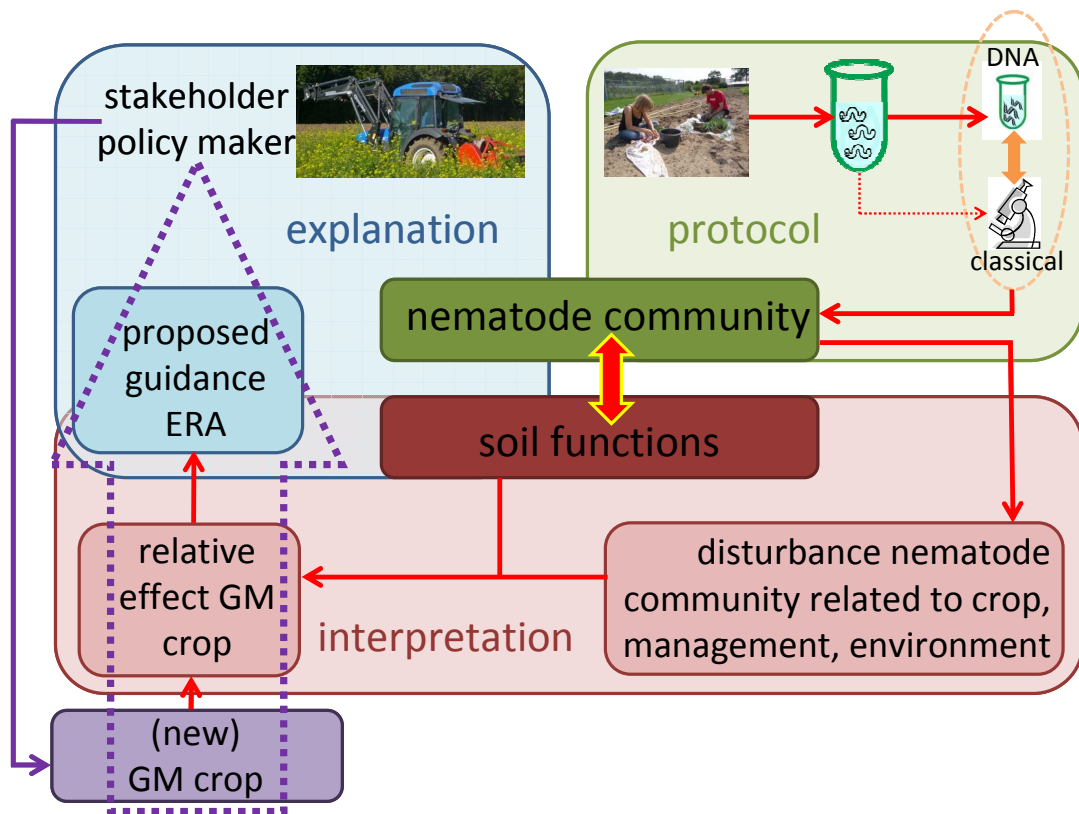 stakeholder
policy maker
explanation
DNA
protocol
classical
nematode community
proposed
guidance
ERA
soil functions
relative
effect GM
crop
interpretation
disturbance nematode
community related to crop,
management, environment
(new)
GM crop